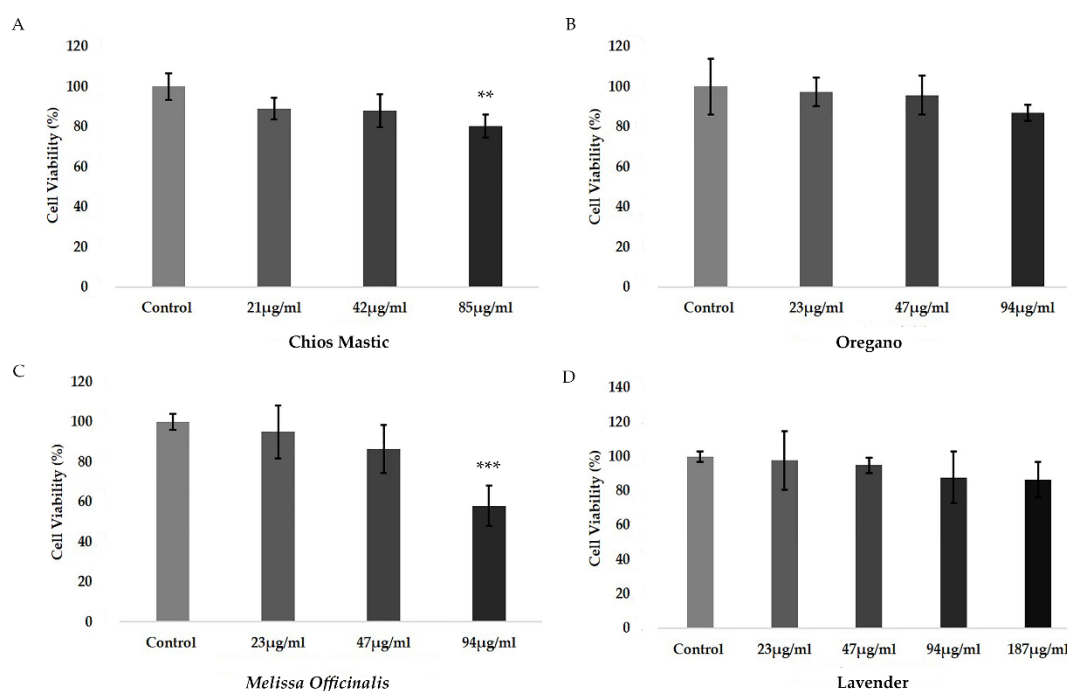 A
Cell Viability (%)
120
100
80
60
40
20
0
**
Control 21µg/ml 42µg/ml 85µg/ml
Chios Mastic
B
Cell Viability (%)
120
100
80
60
40
20
0
Control 23µg/ml 47µg/ml 94µg/ml
Oregano
C
Cell Viability (%)
120
100
80
60
40
20
0
***
Control 23µg/ml 47µg/ml 94µg/ml
Melissa Officinalis
D
Cell Viability (%)
140
120
100
80
60
40
20
0
Control 23µg/ml 47µg/ml 94µg/ml 187µg/ml
Lavender